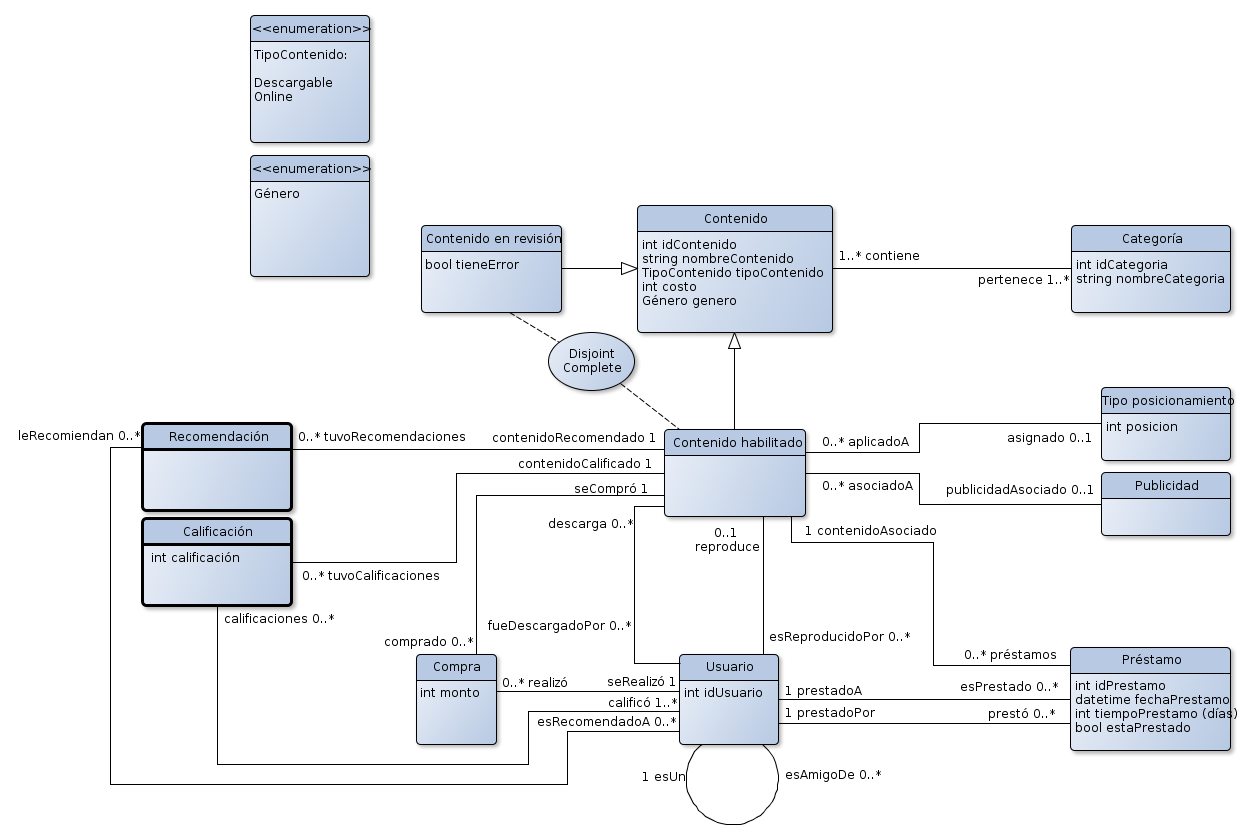 <<enumeration>>
TipoContenido:
Descargable
Online
<<enumeration>>
Género
Contenido en revisión
bool tieneError
Contenido
int idContenido
string nombreContenido
TipoContenido tipoContenido
int costo
Género genero
1..* contiene
pertenece 1..*
Categoría
int idCategoria
string nombreCategoria
Disjoint
Complete
Tipo posicionamiento
int posicion
leRecomiendan 0..*
Recomendación
0..* tuvoRecomendaciones
contenidoRecomendado 1
Contenido habilitado
0..* aplicadoA
asignado 0..1
contenidoCalificado 1
seCompró 1
0..* asociadoA
publicidadAsociado 0..1
Publicidad
Calificación
int calificación
descarga 0..*
0..1
reproduce
1 contenidoAsociado
0..* tuvoCalificaciones
calificaciones 0..*
fueDescargadoPor 0..*
esReproducidoPor 0..*
comprado 0..*
0..* préstamos
Compra
int monto
0..* realizó
seRealizó 1
calificó 1..*
esRecomendadoA 0..*
Usuario
int idUsuario
1 prestadoA
esPrestado 0..*
1 prestadoPor
prestó 0..*
Préstamo
int idPrestamo
datetime fechaPrestamo
int tiempoPrestamo (días)
bool estaPrestado
1 esUn
esAmigoDe 0..*